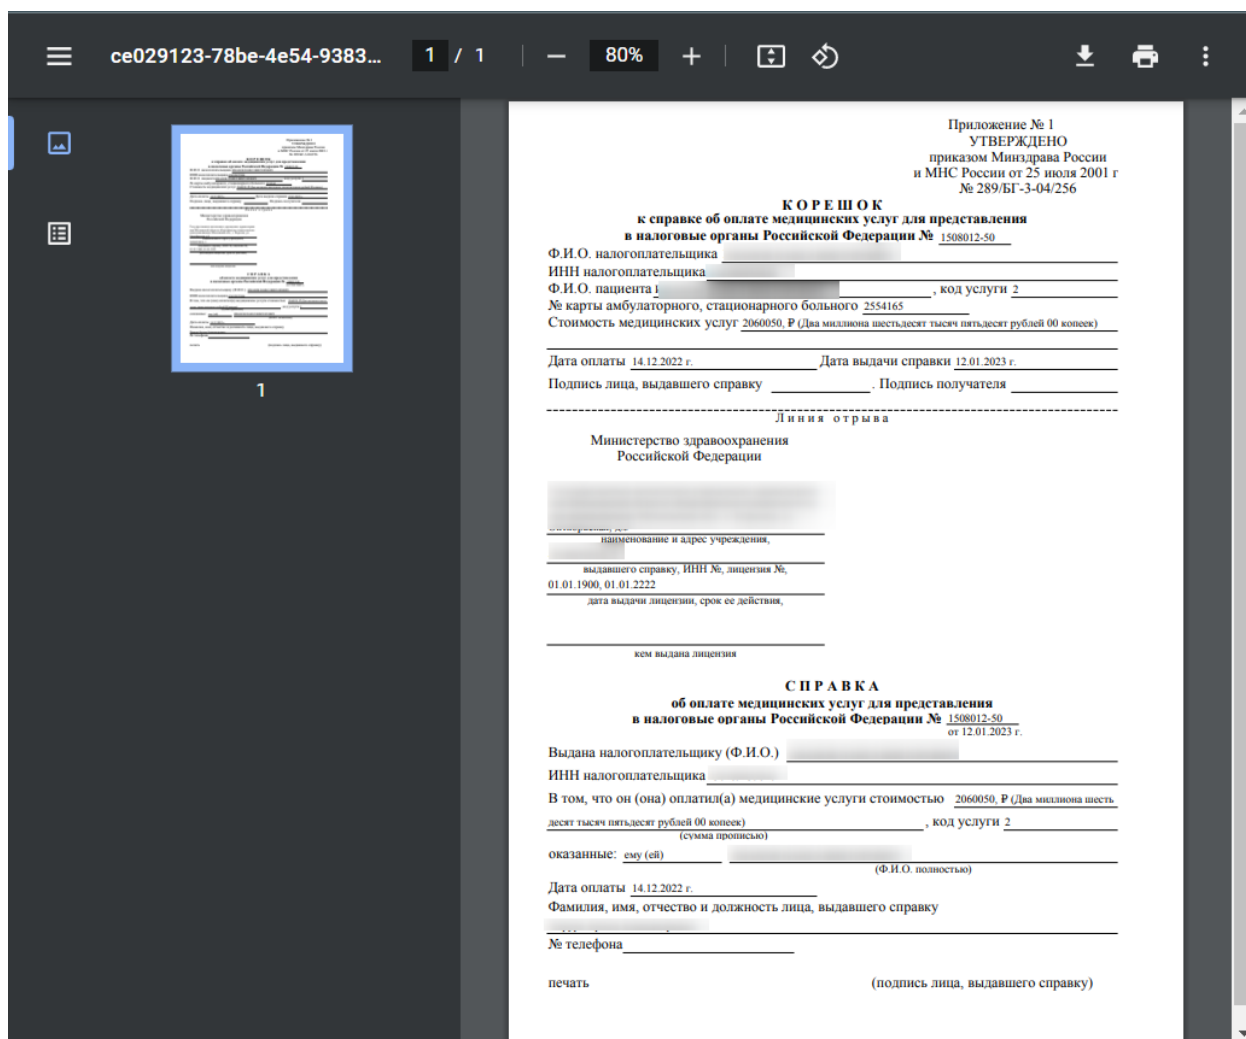 ce029123-78be-4e54-9383... 1 / 1 80%
1
Приложение № 1
УТВЕРЖДЕНО
приказом Минздрава России
и МНС России от 25 июля 2001 г
№ 289/БГ-3-04/256
К О Р Е Ш О К
к справке об оплате медицинских услуг для представления
в налоговые органы Российской Федерации № 1508012-50
Ф.И.О. налогоплательщика
ИНН налогоплательщика
Ф.И.О. пациента , код услуги 2
№ карты амбулаторного, стационарного больного 2554165
Стоимость медицинских услуг 2060050, ₽ (Два миллиона шестьдесят тысяч пятьдесят рублей 00 копеек)
Дата оплаты 14.12.2022 г. Дата выдачи справки 12.01.2023 г.
Подпись лица, выдавшего справку . Подпись получателя
Л и н и я о т р ы в а
Министерство здравоохранения
Российской Федерации
наименование и адрес учреждения,
выдавшего справку, ИНН №, лицензия №,
01.01.1900, 01.01.2222
дата выдачи лицензии, срок ее действия,
кем выдана лицензия
С П Р А В К А
об оплате медицинских услуг для представления
в налоговые органы Российской Федерации № 1508012-50
от 12.01.2023 г.
Выдана налогоплательщику (Ф.И.О.)
ИНН налогоплательщика
В том, что он (она) оплатил(а) медицинские услуги стоимостью 2060050, ₽ (Два миллиона шесть
десят тысяч пятьдесят рублей 00 копеек) , код услуги 2
(сумма прописью)
оказанные: ему (ей)
(Ф.И.О. полностью)
Дата оплаты 14.12.2022 г.
Фамилия, имя, отчество и должность лица, выдавшего справку
№ телефона
печать (подпись лица, выдавшего справку)